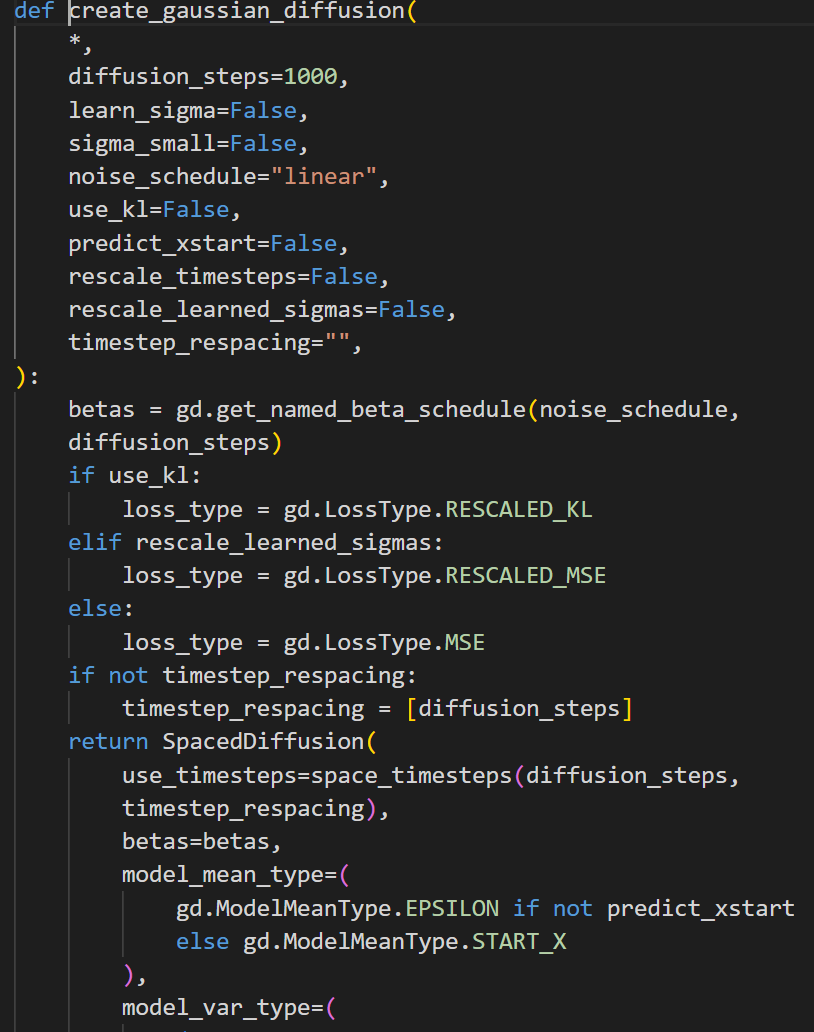 def create_gaussian_diffusion(
    *,
    diffusion_steps=1000,
    learn_sigma=False,
    sigma_small=False,
    noise_schedule="linear",
    use_kl=False,
    predict_xstart=False,
    rescale_timesteps=False,
    rescale_learned_sigmas=False,
    timestep_respacing="",
):
    betas = gd.get_named_beta_schedule(noise_schedule,
    diffusion_steps)
    if use_kl:
        loss_type = gd.LossType.RESCALED_KL
    elif rescale_learned_sigmas:
        loss_type = gd.LossType.RESCALED_MSE
    else:
        loss_type = gd.LossType.MSE
    if not timestep_respacing:
        timestep_respacing = [diffusion_steps]
    return SpacedDiffusion(
        use_timesteps=space_timesteps(diffusion_steps,
        timestep_respacing),
        betas=betas,
        model_mean_type=(
            gd.ModelMeanType.EPSILON if not predict_xstart
            else gd.ModelMeanType.START_X
        ),
        model_var_type=(